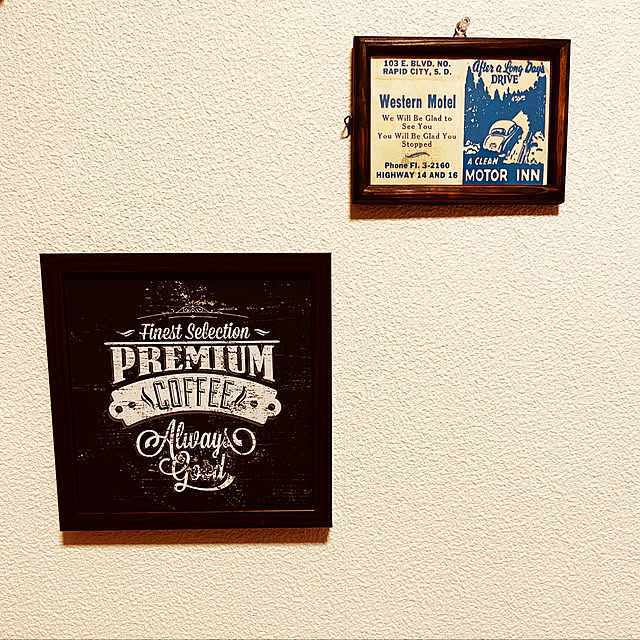 103 E. BLVD. NO.
RAPID CITY, S. D.
Western Motel
We Will Be Glad to
See You
You Will Be Glad You
Stopped
Phone FI. 3-2160
HIGHWAY 14 AND 16
After a Long Day's
DRIVE
A CLEAN
MOTOR INN
Finest Selection
PREMIUM
COFFEE
Always
Good